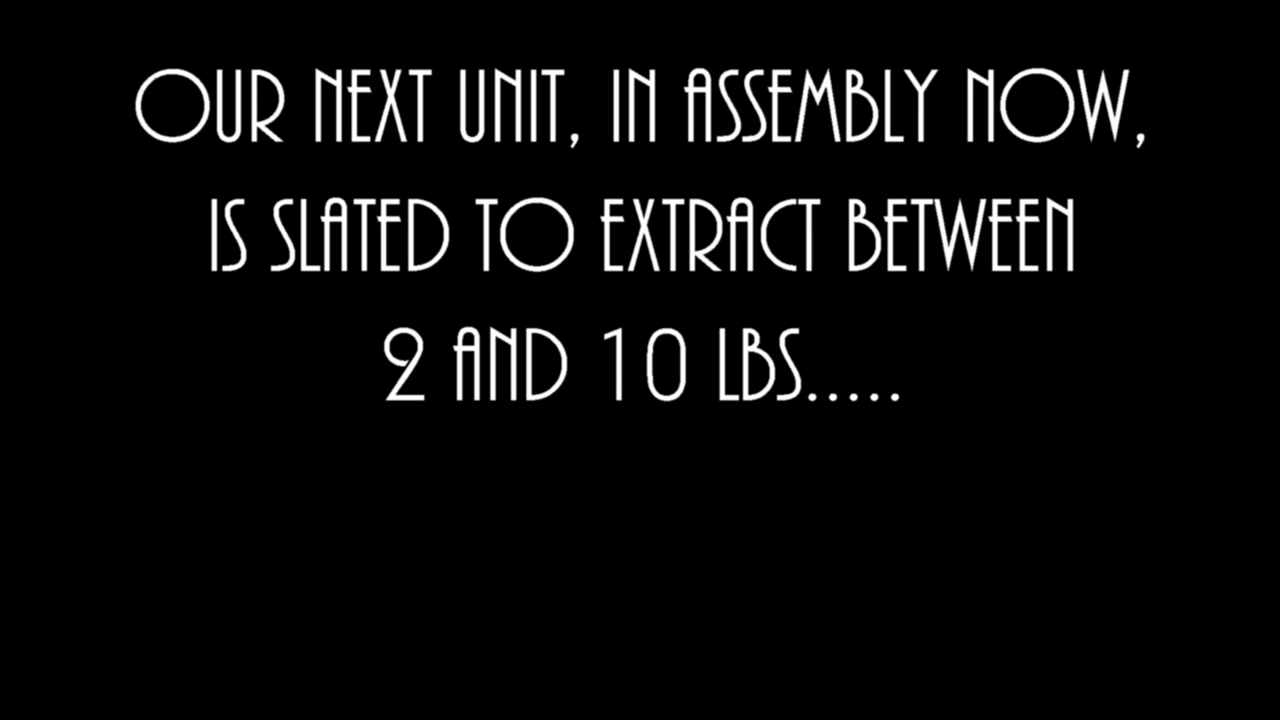 OUR NEXT UNIT, IN ASSEMBLY NOW,
IS SLATED TO EXTRACT BETWEEN
2 AND 10 LBS.....